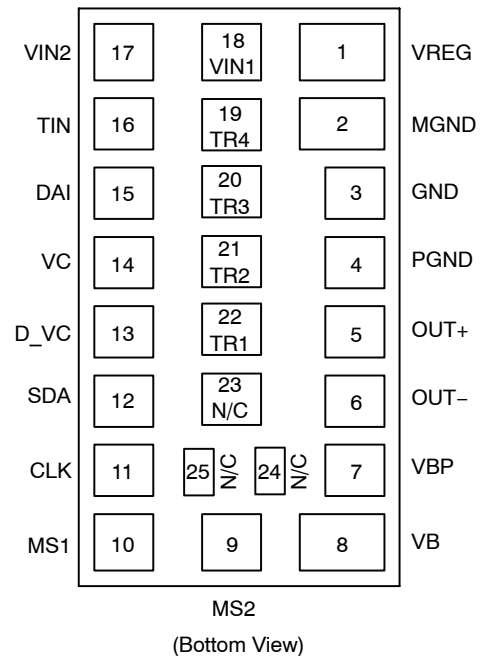 VIN2 17 18 1 VREG
VIN1
TIN 16 19 2 MGND
TR4
DAI 15 20 3 GND
TR3
VC 14 21 4 PGND
TR2
D_VC 13 22 5 OUT+
TR1
SDA 12 23 6 OUT−
N/C
CLK 11 25 N/C 24 N/C 7 VBP
MS1 10 9 8 VB
MS2
(Bottom View)